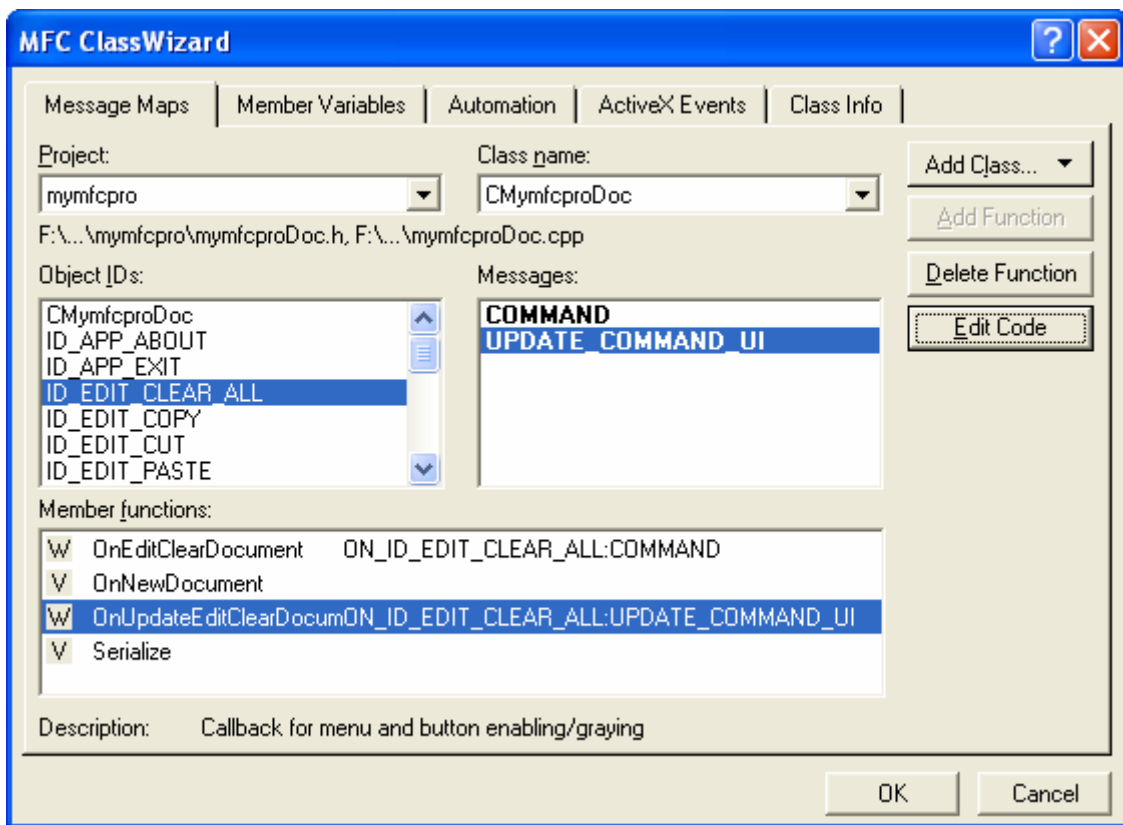 MFC ClassWizard
Message Maps Member Variables Automation ActiveX Events Class Info
Project: Class name:
mymfcpro CMymfcproDoc
Add Class...
F:\...\mymfcpro\mymfcproDoc.h, F:\...\mymfcproDoc.cpp
Add Function
Object IDs: Messages:
Delete Function
CMymfcproDoc COMMAND
ID_APP_ABOUT UPDATE_COMMAND_UI
Edit Code
ID_APP_EXIT
ID_EDIT_CLEAR_ALL
ID_EDIT_COPY
ID_EDIT_CUT
ID_EDIT_PASTE
Member functions:
W OnEditClearDocument ON_ID_EDIT_CLEAR_ALL:COMMAND
V OnNewDocument
W OnUpdateEditClearDocumON_ID_EDIT_CLEAR_ALL:UPDATE_COMMAND_UI
V Serialize
Description: Callback for menu and button enabling/graying
OK Cancel